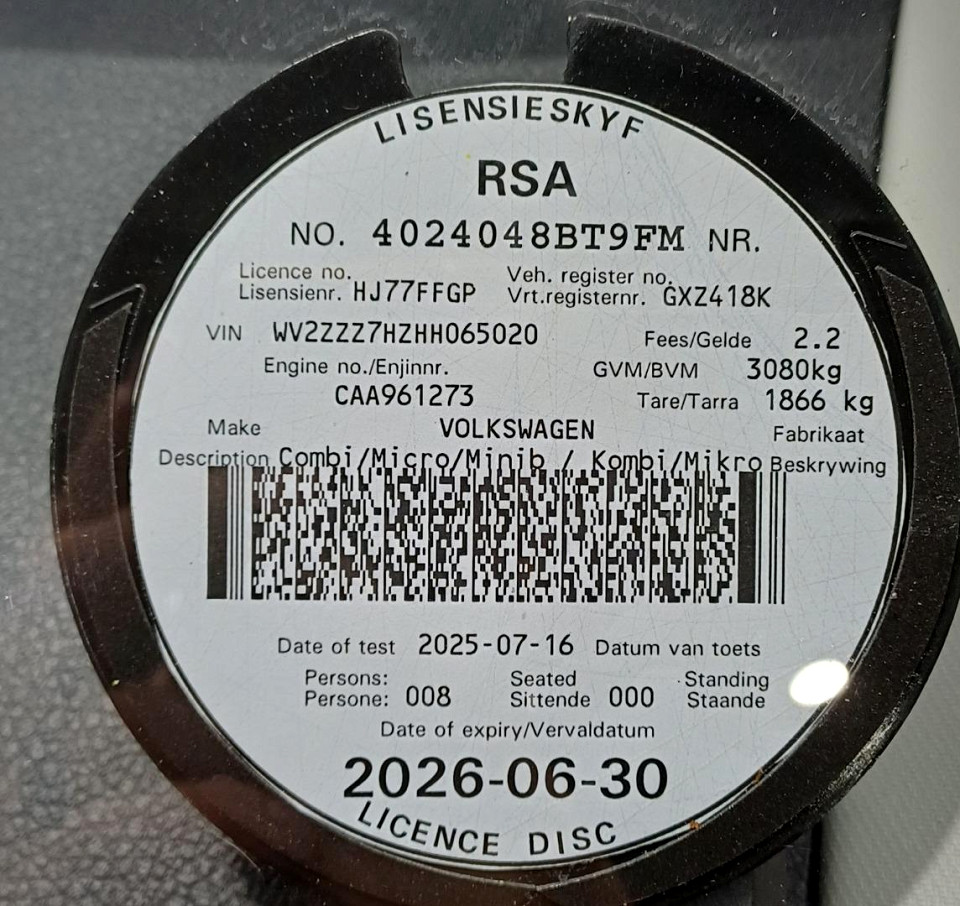 LISENSIESKYF
RSA
NO. 4024048BT9FM NR.
Licence no. Veh. register no.
Lisensienr. HJ77FFGP Vrt.registernr. GXZ418K
VIN WV2ZZZ7HZHH065020 Fees/Gelde 2.2
Engine no./Enjinnr. GVM/BVM 3080kg
CAA961273 Tare/Tarra 1866 kg
Make VOLKSWAGEN Fabrikaat
Description Combi/Micro/Minib / Kombi/Mikro Beskrywing
Date of test 2025-07-16 Datum van toets
Persons: Seated Standing
Persone: 008 Sittende 000 Staande
Date of expiry/Vervaldatum
2026-06-30
LICENCE DISC